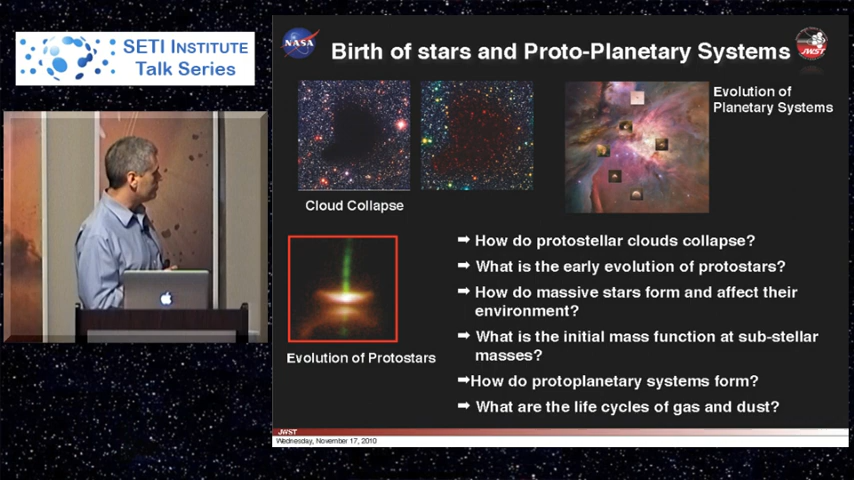 SETI INSTITUTE
Talk Series
NASA
Birth of stars and Proto-Planetary Systems
JWST
Evolution of
Planetary Systems
Cloud Collapse
➡ How do protostellar clouds collapse?
➡ What is the early evolution of protostars?
➡ How do massive stars form and affect their
environment?
➡ What is the initial mass function at sub-stellar
masses?
➡How do protoplanetary systems form?
➡ What are the life cycles of gas and dust?
Evolution of Protostars
JWST
Wednesday, November 17, 2010